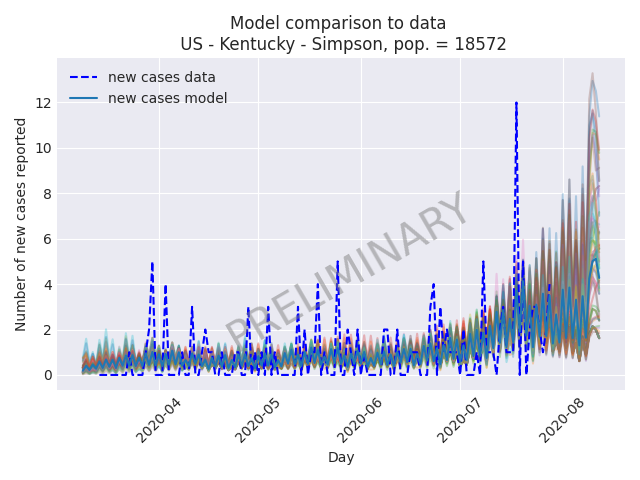 Model comparison to data
US - Kentucky - Simpson, pop. = 18572
new cases data
new cases model
PRELIMINARY
Number of new cases reported
12
10
8
6
4
2
0
2020-04
2020-05
2020-06
2020-07
2020-08
Day